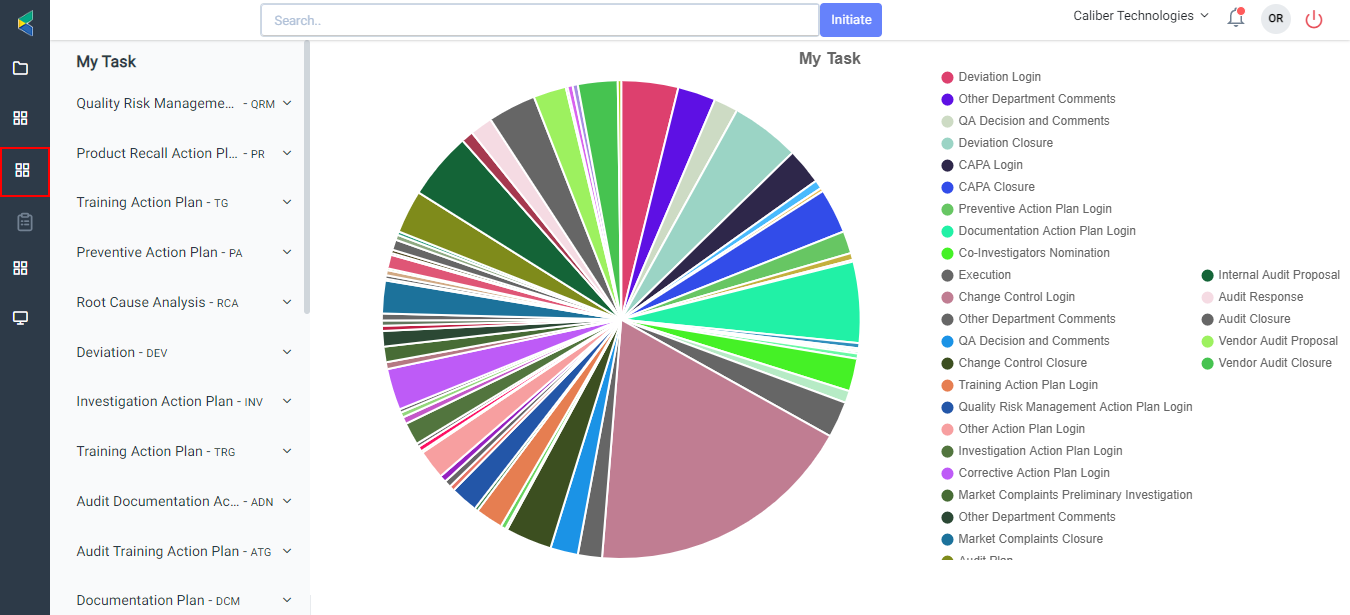 Search..
Initiate
Caliber Technologies
OR
My Task
Quality Risk Manageme... - QRM
Product Recall Action Pl... - PR
Training Action Plan - TG
Preventive Action Plan - PA
Root Cause Analysis - RCA
Deviation - DEV
Investigation Action Plan - INV
Training Action Plan - TRG
Audit Documentation Ac... - ADN
Audit Training Action Plan - ATG
Documentation Plan - DCM
My Task
Deviation Login
Other Department Comments
QA Decision and Comments
Deviation Closure
CAPA Login
CAPA Closure
Preventive Action Plan Login
Documentation Action Plan Login
Co-Investigators Nomination
Execution
Change Control Login
Other Department Comments
QA Decision and Comments
Change Control Closure
Training Action Plan Login
Quality Risk Management Action Plan Login
Other Action Plan Login
Investigation Action Plan Login
Corrective Action Plan Login
Market Complaints Preliminary Investigation
Other Department Comments
Market Complaints Closure
Audit Plan
Internal Audit Proposal
Audit Response
Audit Closure
Vendor Audit Proposal
Vendor Audit Closure